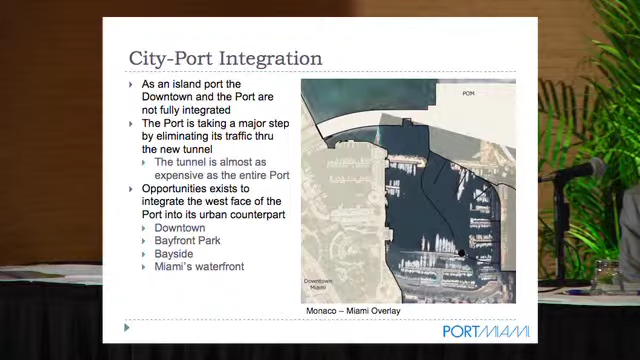 City-Port Integration
As an island port the
Downtown and the Port are
not fully integrated
The Port is taking a major step
by eliminating its traffic thru
the new tunnel
The tunnel is almost as
expensive as the entire Port
Opportunities exists to
integrate the west face of the
Port into its urban counterpart
Downtown
Bayfront Park
Bayside
Miami's waterfront
POM
Downtown
Miami
Monaco – Miami Overlay
PORTMIAMI